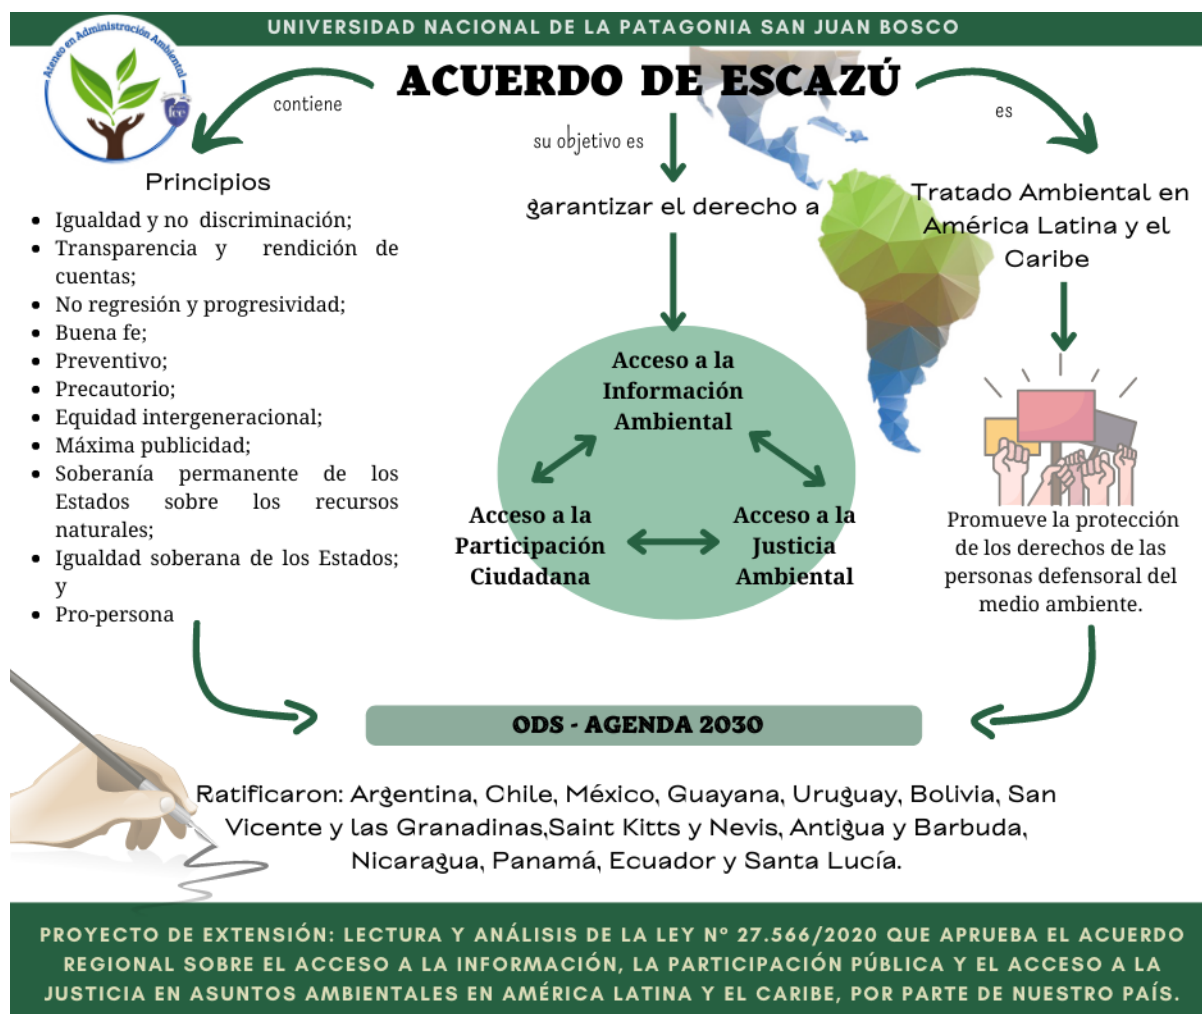 UNIVERSIDAD NACIONAL DE LA PATAGONIA SAN JUAN BOSCO
Ateneo en Administración Ambiental
fce
ACUERDO DE ESCAZÚ
contiene
su objetivo es
es
Principios
• Igualdad y no discriminación;
• Transparencia y rendición de
cuentas;
• No regresión y progresividad;
• Buena fe;
• Preventivo;
• Precautorio;
• Equidad intergeneracional;
• Máxima publicidad;
• Soberanía permanente de los
Estados sobre los recursos
naturales;
• Igualdad soberana de los Estados;
y
• Pro-persona
garantizar el derecho a
Acceso a la
Información
Ambiental
Acceso a la
Participación
Ciudadana
Acceso a la
Justicia
Ambiental
Tratado Ambiental en
América Latina y el
Caribe
Promueve la protección
de los derechos de las
personas defensoral del
medio ambiente.
ODS - AGENDA 2030
Ratificaron: Argentina, Chile, México, Guayana, Uruguay, Bolivia, San
Vicente y las Granadinas,Saint Kitts y Nevis, Antigua y Barbuda,
Nicaragua, Panamá, Ecuador y Santa Lucía.
PROYECTO DE EXTENSIÓN: LECTURA Y ANÁLISIS DE LA LEY N° 27.566/2020 QUE APRUEBA EL ACUERDO
REGIONAL SOBRE EL ACCESO A LA INFORMACIÓN, LA PARTICIPACIÓN PÚBLICA Y EL ACCESO A LA
JUSTICIA EN ASUNTOS AMBIENTALES EN AMÉRICA LATINA Y EL CARIBE, POR PARTE DE NUESTRO PAÍS.